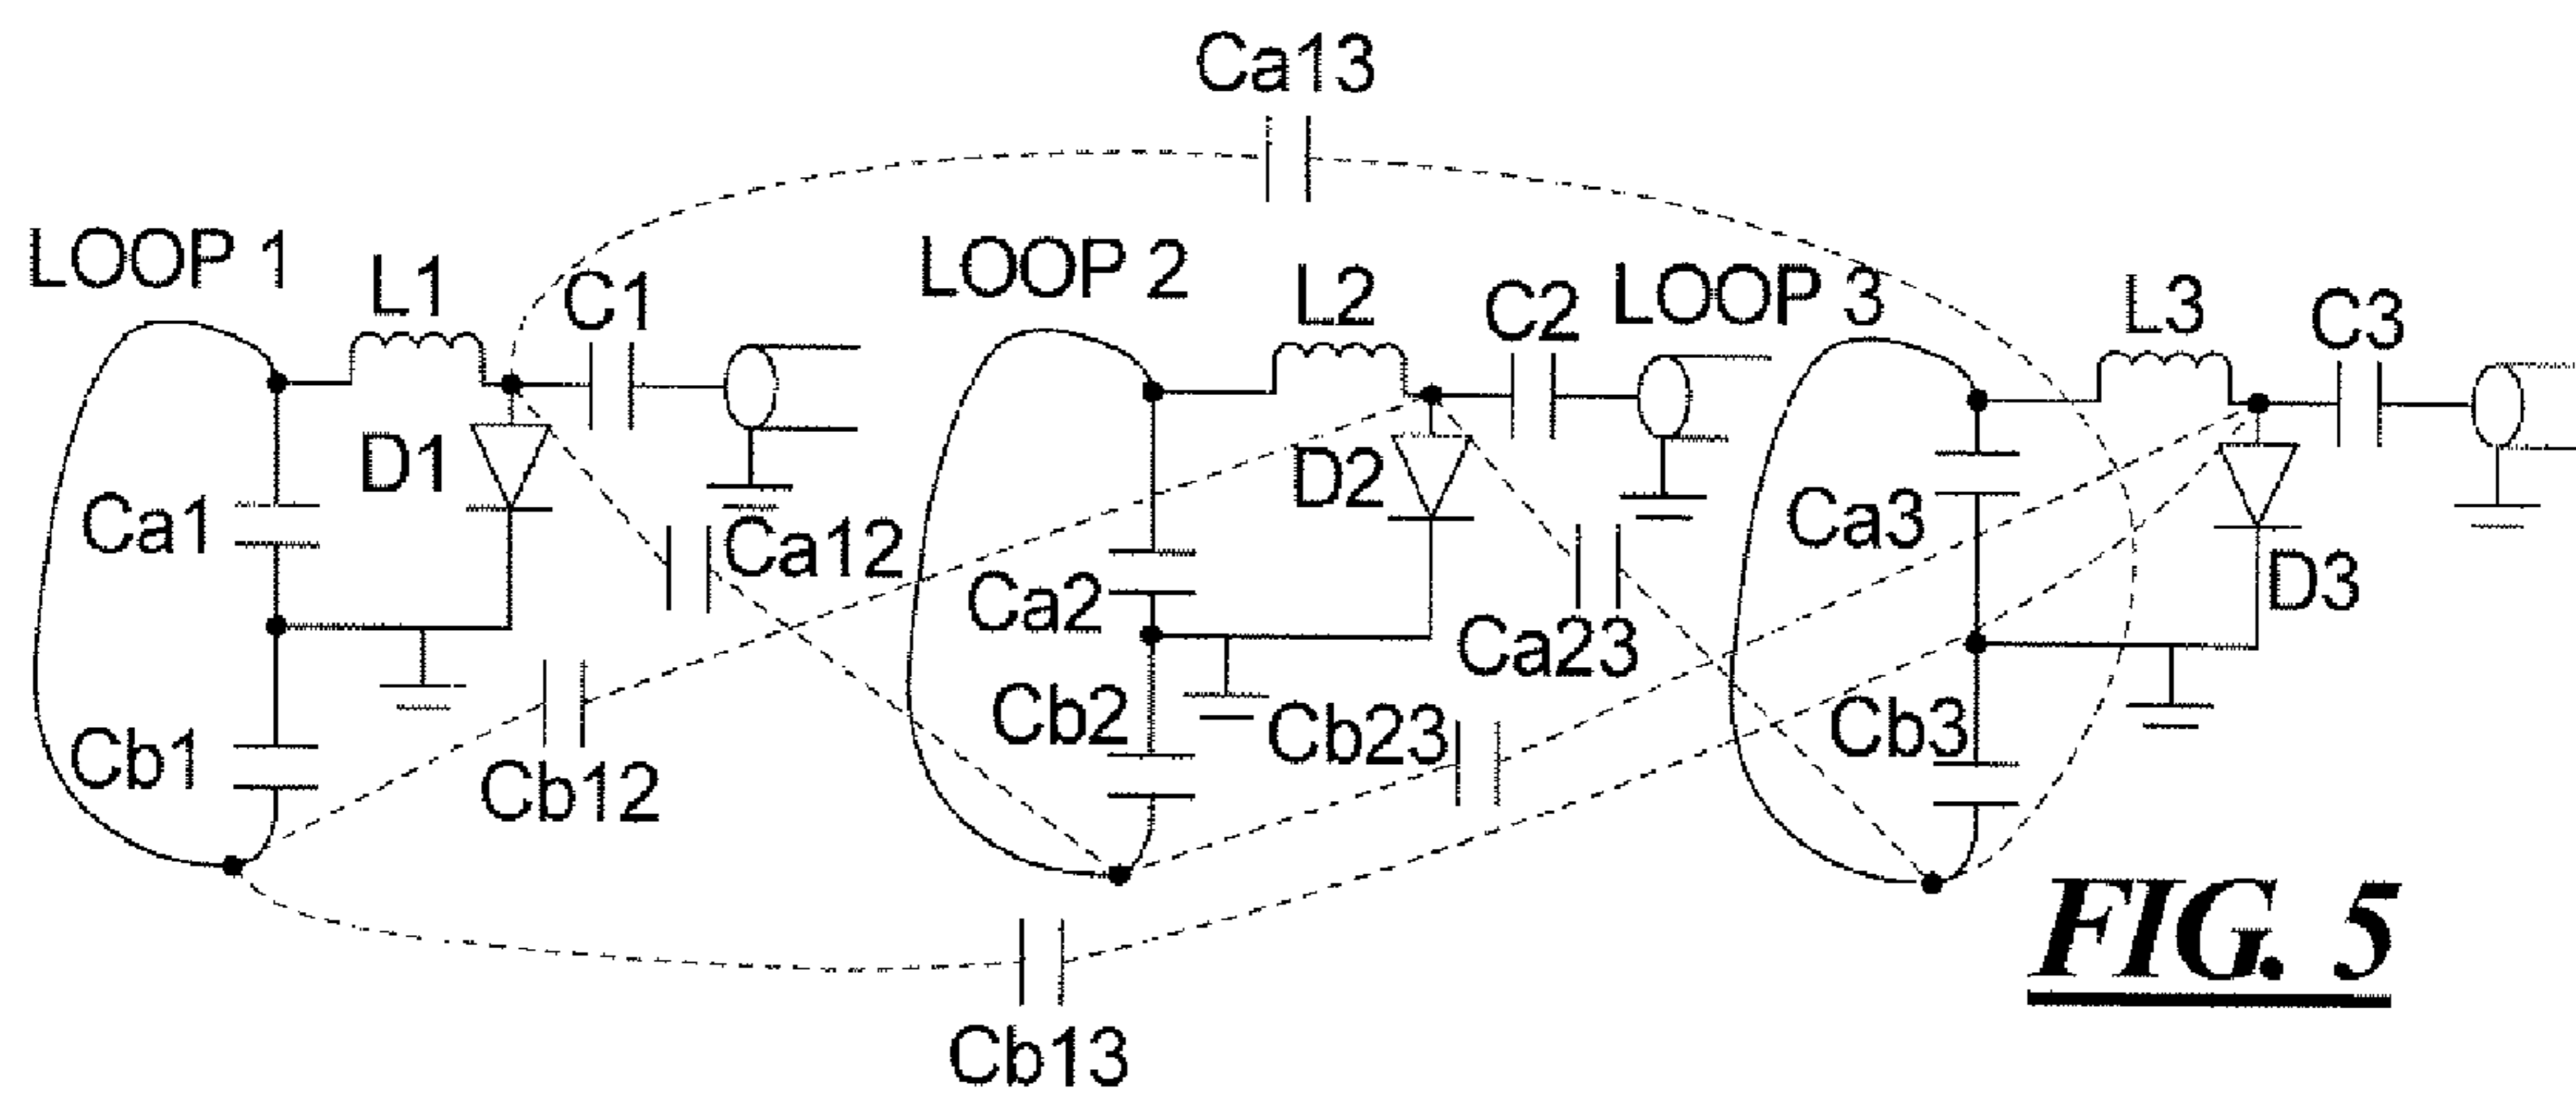 Ca13
LOOP 1
L1
C1
LOOP 2
L2
C2
LOOP 3
L3
C3
D1
D2
Ca1
Ca12
Ca3
D3
Ca2
Ca23
Cb1
Cb12
Cb2
Cb23
Cb3
FIG. 5
Cb13